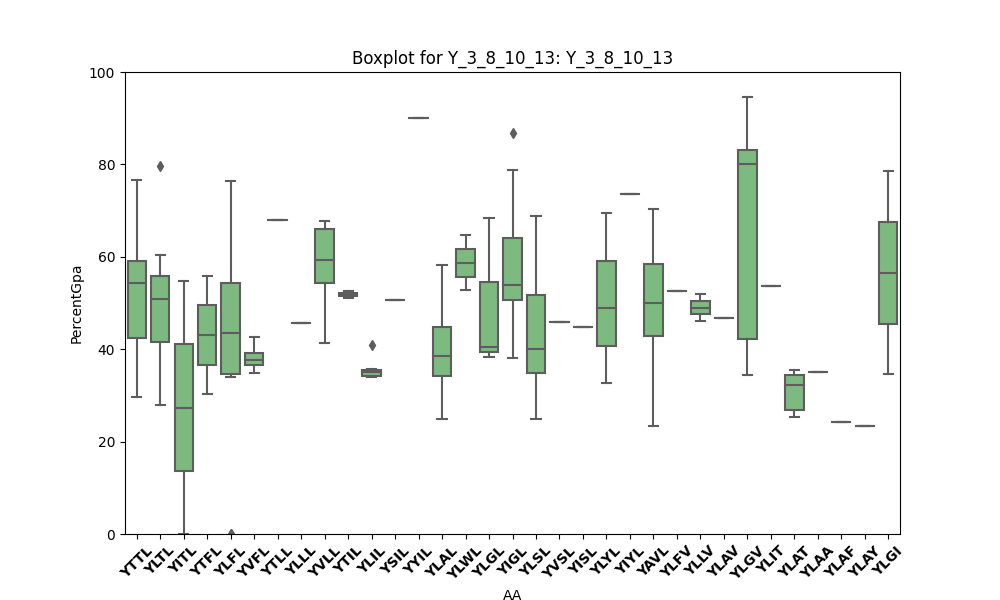 Boxplot for Y_3_8_10_13: Y_3_8_10_13
100
80
60
40
20
0
PercentGpa
YTTL YLTL YITL YTFL YLFL YVFL YTLL YLLL YVLL YTIL YLIL YSIL YYIL YLAL YLWL YLGL YIGL YLSL YVSL YISL YLYL YIYL YAVL YLFV YLLV YLAV YLGV YLIT YLAT YLAA YLAF YLAY YLGI
AA